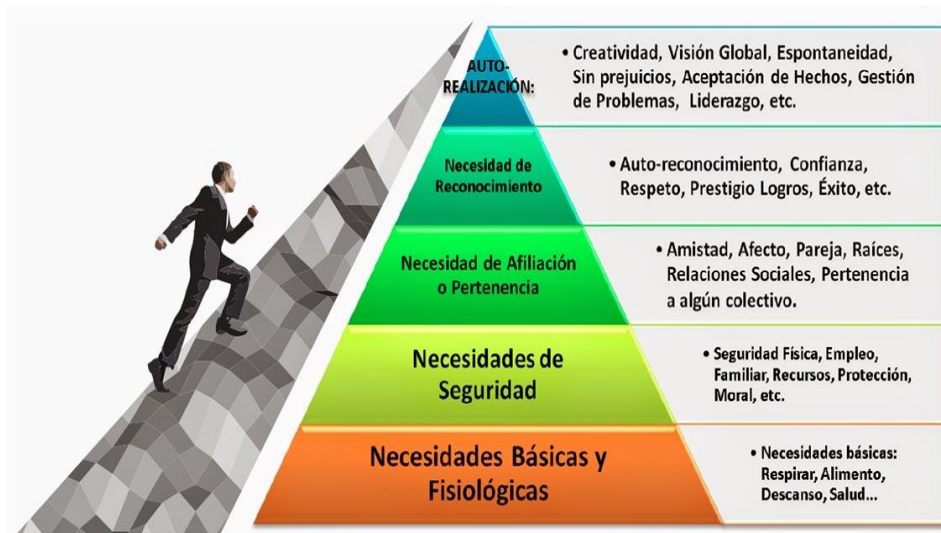 AUTO-
REALIZACIÓN:
• Creatividad, Visión Global, Espontaneidad,
Sin prejuicios, Aceptación de Hechos, Gestión
de Problemas, Liderazgo, etc.
Necesidad de
Reconocimiento
• Auto-reconocimiento, Confianza,
Respeto, Prestigio Logros, Éxito, etc.
Necesidad de Afiliación
o Pertenencia
• Amistad, Afecto, Pareja, Raíces,
Relaciones Sociales, Pertenencia
a algún colectivo.
Necesidades de
Seguridad
• Seguridad Física, Empleo,
Familiar, Recursos, Protección,
Moral, etc.
Necesidades Básicas y
Fisiológicas
• Necesidades básicas:
Respirar, Alimento,
Descanso, Salud...